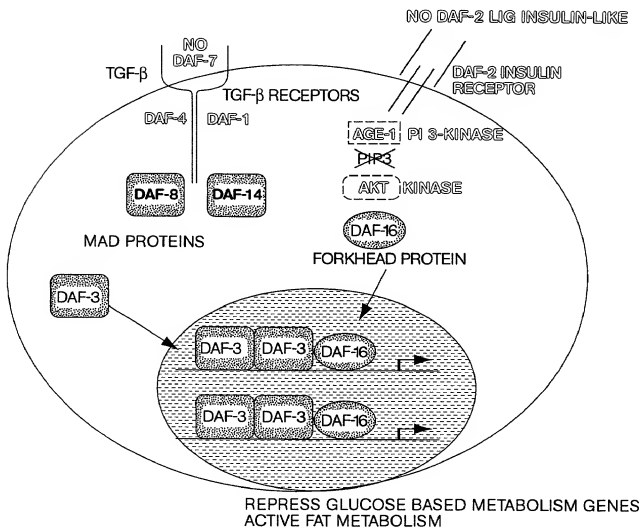 NO DAF-2 LIG INSULIN-LIKE
NO
DAF-7
TGF-β
TGF-β RECEPTORS
DAF-2 INSULIN
RECEPTOR
DAF-4 DAF-1
AGE-1 PI 3-KINASE
PIP3
AKT KINASE
DAF-8 DAF-14
DAF-16
MAD PROTEINS
FORKHEAD PROTEIN
DAF-3
DAF-3 DAF-3 DAF-16
DAF-3 DAF-3 DAF-16
REPRESS GLUCOSE BASED METABOLISM GENES
ACTIVE FAT METABOLISM